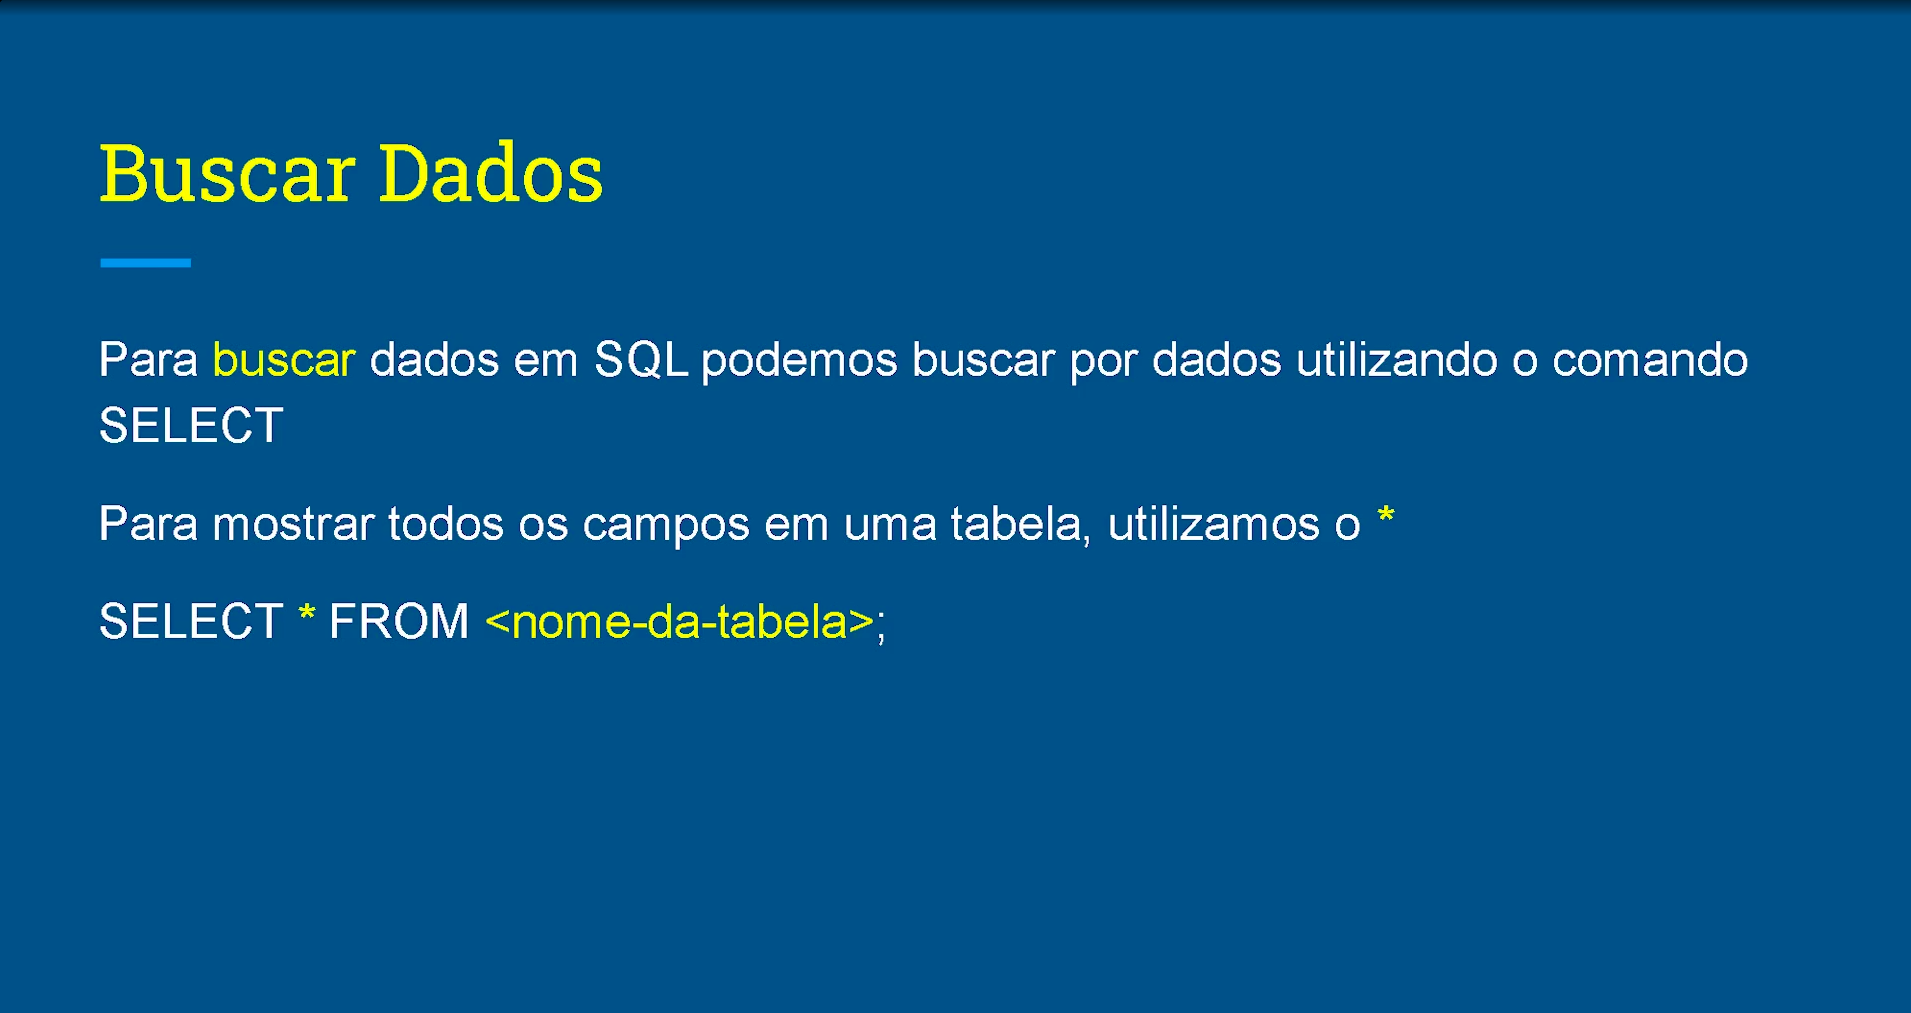 Buscar Dados
Para buscar dados em SQL podemos buscar por dados utilizando o comando
SELECT
Para mostrar todos os campos em uma tabela, utilizamos o *
SELECT * FROM <nome-da-tabela>;